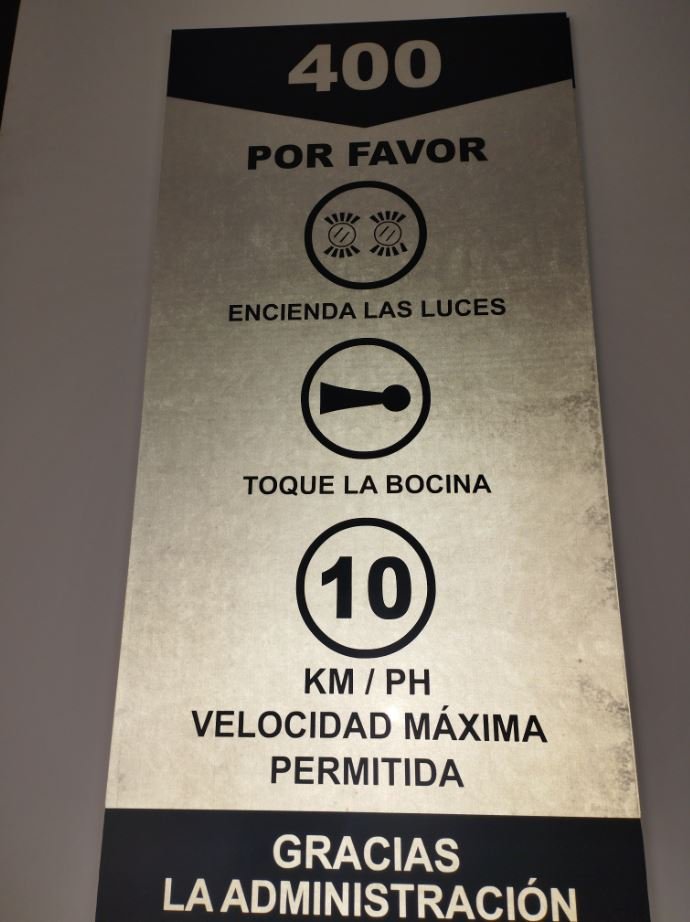 400
POR FAVOR
ENCIENDA LAS LUCES
TOQUE LA BOCINA
10
KM / PH
VELOCIDAD MÁXIMA
PERMITIDA
GRACIAS
LA ADMINISTRACIÓN